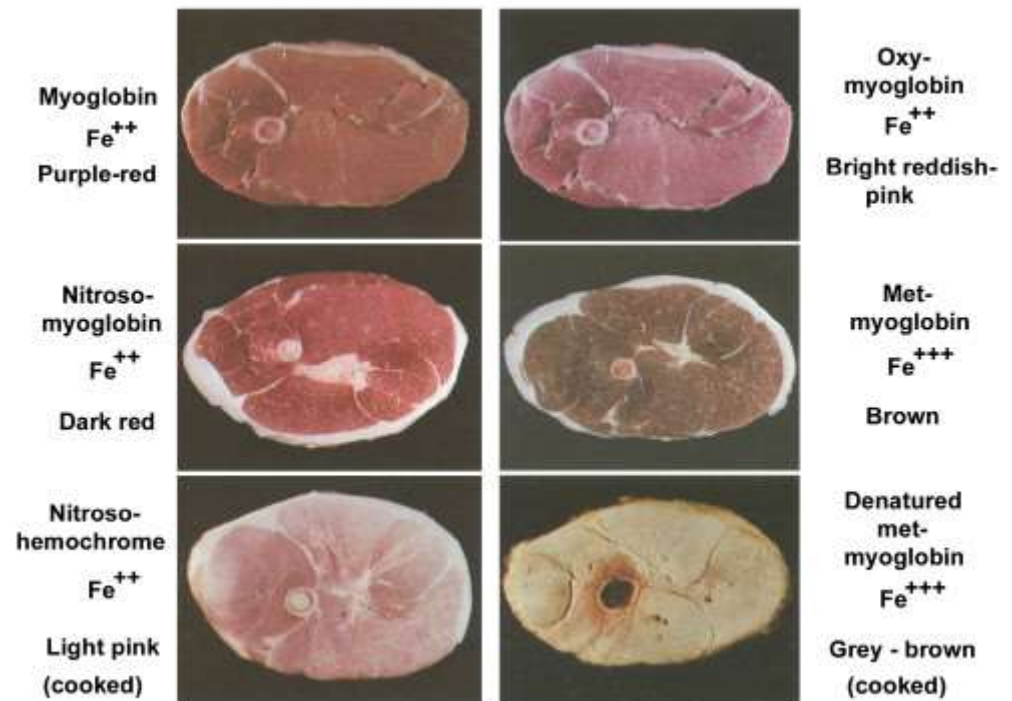 Myoglobin
Fe++
Purple-red
Oxy-
myoglobin
Fe++
Bright reddish-
pink
Nitroso-
myoglobin
Fe++
Dark red
Met-
myoglobin
Fe+++
Brown
Nitroso-
hemochrome
Fe++
Light pink
(cooked)
Denatured
met-
myoglobin
Fe+++
Grey - brown
(cooked)